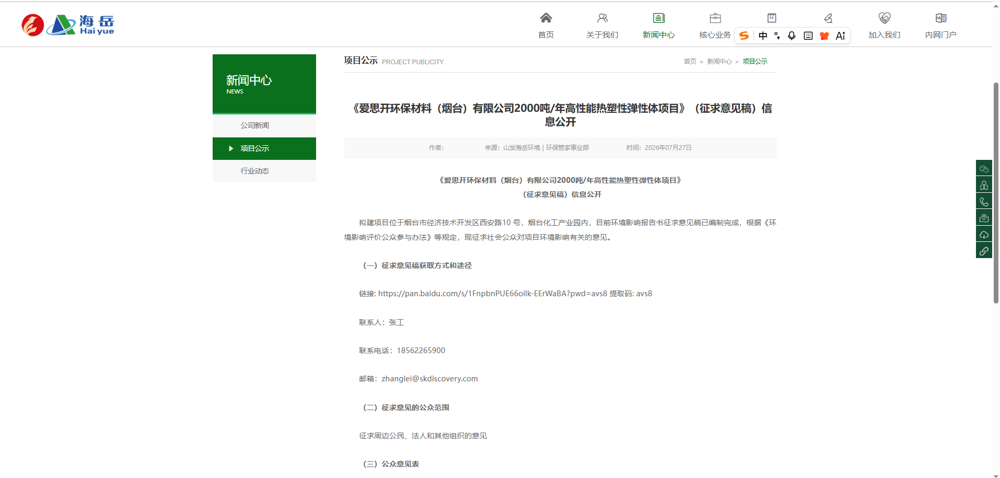 海岳
Haiyue
首页
关于我们
新闻中心
核心业务
中
Ai
加入我们
内网门户
新闻中心
NEWS
公司新闻
项目公示
行业动态
项目公示 PROJECT PUBLICITY
首页 > 新闻中心 > 项目公示
《爱思开环保材料（烟台）有限公司2000吨/年高性能热塑性弹性体项目》（征求意见稿）信
息公开
作者： 来源：山发海岳环境 | 环保管家事业部 时间：2026年07月27日
《爱思开环保材料（烟台）有限公司2000吨/年高性能热塑性弹性体项目》
（征求意见稿）信息公开
拟建项目位于烟台市经济技术开发区西安路10 号，烟台化工产业园内，目前环境影响报告书征求意见稿已编制完成，根据《环
境影响评价公众参与办法》等规定，现征求社会公众对项目环境影响有关的意见。
（一）征求意见稿获取方式和途径
链接: https://pan.baidu.com/s/1FnpbnPUE66oilk-EErWaBA?pwd=avs8 提取码: avs8
联系人：张工
联系电话：18562265900
邮箱：zhanglei@skdiscovery.com
（二）征求意见的公众范围
征求周边公民、法人和其他组织的意见
（三）公众意见表